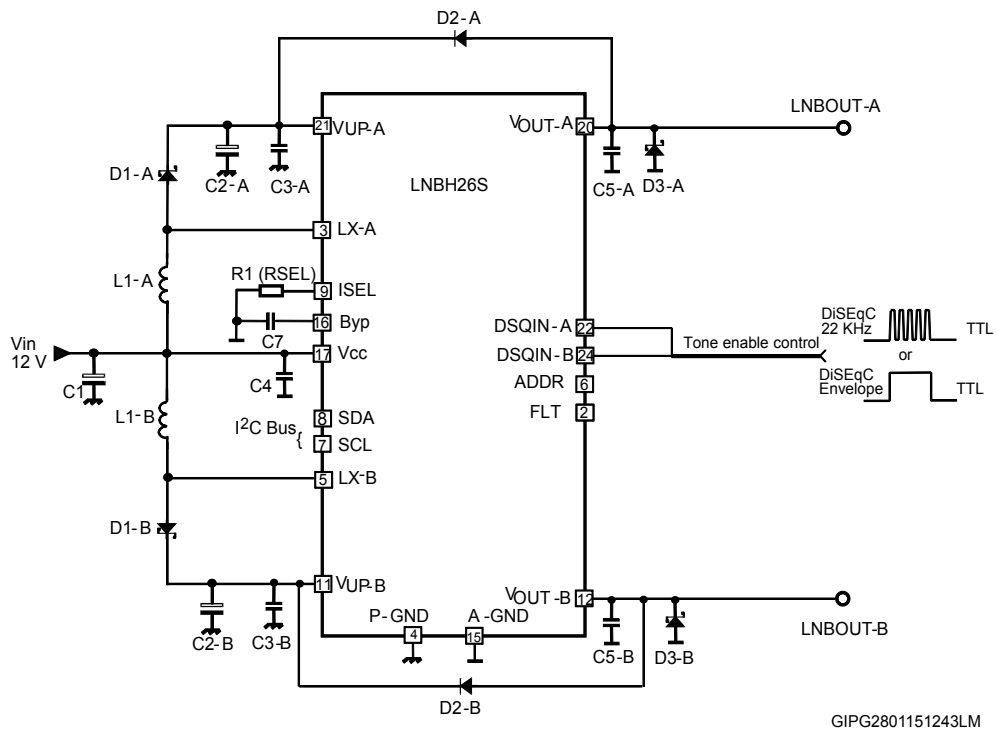 D2-A
LNBOUT-A
21 VUP-A
VOUT-A 20
D1-A
C2-A
C3-A
LNBH26S
C5-A
D3-A
3 LX-A
L1-A
R1 (RSEL)
9 ISEL
16 Byp
C7
DSQIN-A 22
DiSEqC
22 KHz
TTL
Vin
12 V
17 Vcc
DSQIN-B 24
Tone enable control
or
C1
C4
ADDR 6
DiSEqC
Envelope
TTL
L1-B
I2C Bus {
8 SDA
7 SCL
FLT 2
5 LX-B
D1-B
11 VUP-B
VOUT-B 12
P-GND
4
A-GND
15
C2-B
C3-B
C5-B
D3-B
LNBOUT-B
D2-B
GIPG2801151243LM